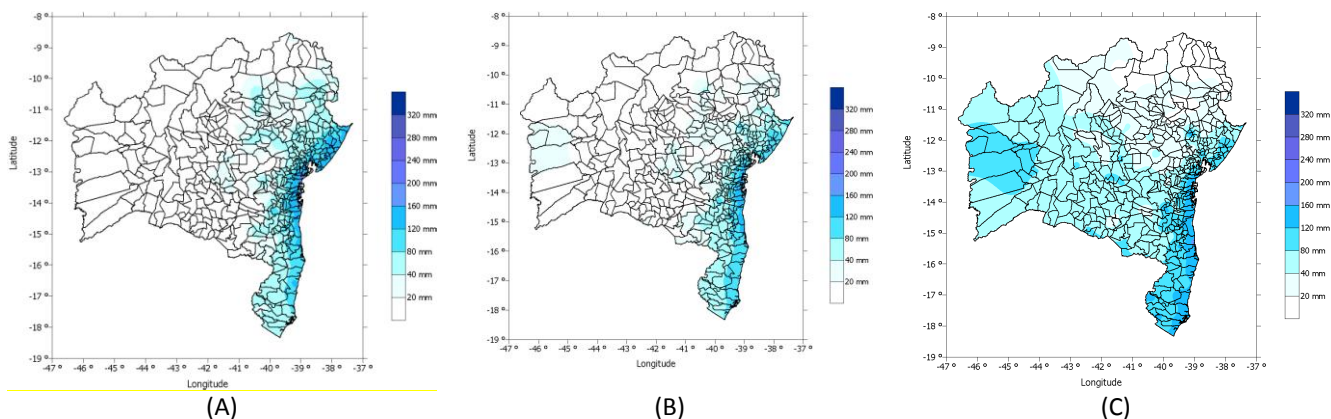 -8 º
-9 º
-10 º
-11 º
-12 º
-13 º
-14 º
-15 º
-16 º
-17 º
-18 º
-19 º
Latitude
-47 º -46 º -45 º -44 º -43 º -42 º -41 º -40 º -39 º -38 º -37 º
Longitude
320 mm
280 mm
240 mm
200 mm
160 mm
120 mm
80 mm
40 mm
20 mm
(A)
-8 º
-9 º
-10 º
-11 º
-12 º
-13 º
-14 º
-15 º
-16 º
-17 º
-18 º
-19 º
Latitude
-47 º -46 º -45 º -44 º -43 º -42 º -41 º -40 º -39 º -38 º -37 º
Longitude
320 mm
280 mm
240 mm
200 mm
160 mm
120 mm
80 mm
40 mm
20 mm
(B)
-8 º
-9 º
-10 º
-11 º
-12 º
-13 º
-14 º
-15 º
-16 º
-17 º
-18 º
-19 º
Latitude
-47 º -46 º -45 º -44 º -43 º -42 º -41 º -40 º -39 º -38 º -37 º
Longitude
320 mm
280 mm
240 mm
200 mm
160 mm
120 mm
80 mm
40 mm
20 mm
(C)